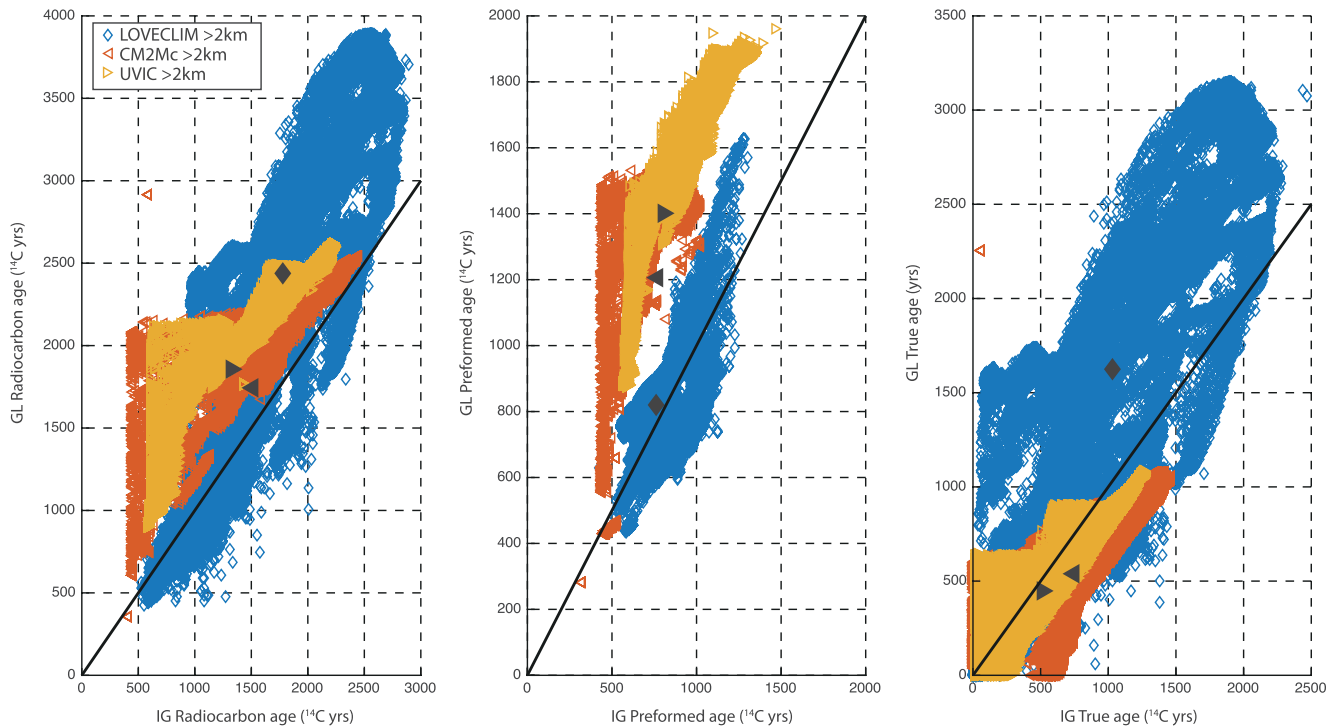 LOVECLIM >2km
CM2Mc >2km
UVIC >2km
4000
3500
3000
2500
2000
1500
1000
500
0
GL Radiocarbon age (¹⁴C yrs)
0 500 1000 1500 2000 2500 3000
IG Radiocarbon age (¹⁴C yrs)
2000
1800
1600
1400
1200
1000
800
600
400
200
0
GL Preformed age (¹⁴C yrs)
0 500 1000 1500 2000
IG Preformed age (¹⁴C yrs)
3500
3000
2500
2000
1500
1000
500
0
GL True age (yrs)
0 500 1000 1500 2000 2500
IG True age (¹⁴C yrs)